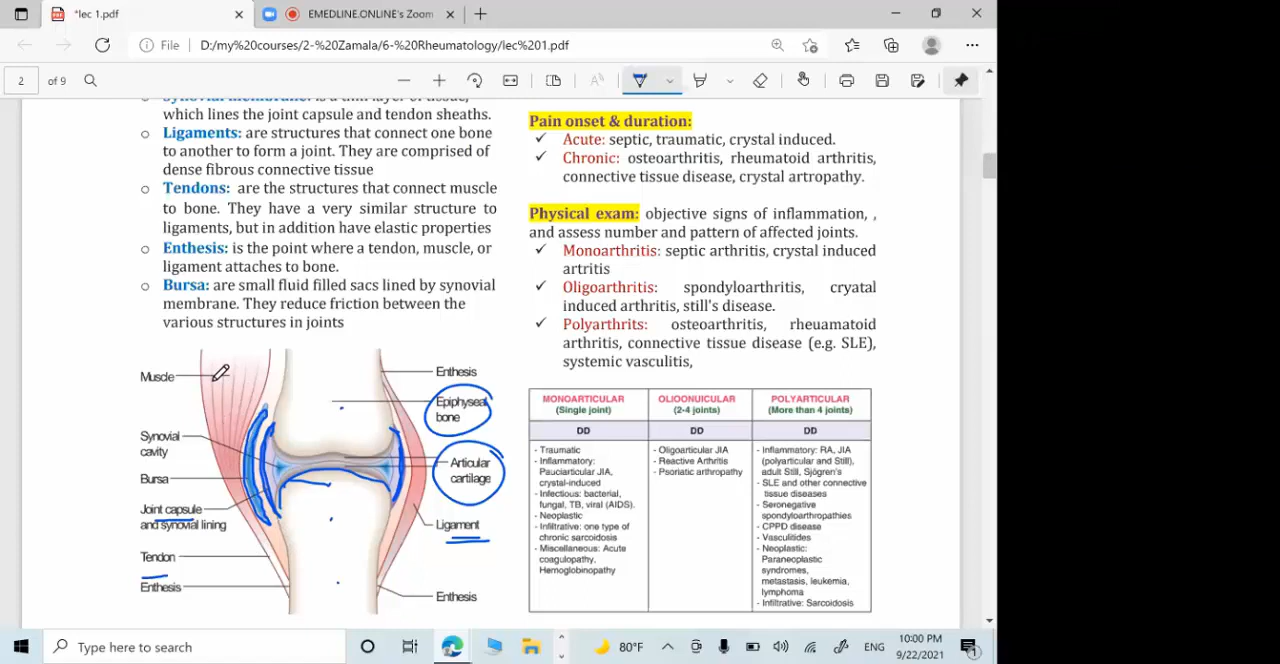 *lec 1.pdf
EMEDLINE.ONLINE's Zoom
File
D:/my%20courses/2-%20Zamala/6-%20Rheumatology/lec%201.pdf
2
of 9
which lines the joint capsule and tendon sheaths.
Ligaments: are structures that connect one bone
to another to form a joint. They are comprised of
dense fibrous connective tissue
Tendons: are the structures that connect muscle
to bone. They have a very similar structure to
ligaments, but in addition have elastic properties
Enthesis: is the point where a tendon, muscle, or
ligament attaches to bone.
Bursa: are small fluid filled sacs lined by synovial
membrane. They reduce friction between the
various structures in joints
Muscle
Synovial
cavity
Bursa
Joint capsule
and synovial lining
Tendon
Enthesis
Enthesis
Epiphyseal
bone
Articular
cartilage
Ligament
Enthesis
Pain onset & duration:
✓ Acute: septic, traumatic, crystal induced.
✓ Chronic: osteoarthritis, rheumatoid arthritis,
connective tissue disease, crystal artropathy.
Physical exam: objective signs of inflammation, ,
and assess number and pattern of affected joints.
✓ Monoarthritis: septic arthritis, crystal induced
artritis
✓ Oligoarthritis: spondyloarthritis, cryatal
induced arthritis, still's disease.
✓ Polyarthrits: osteoarthritis, rheuamatoid
arthritis, connective tissue disease (e.g. SLE),
systemic vasculitis,
MONOARTICULAR
(Single joint)
DD
- Traumatic
- Inflammatory:
Pauciarticular JIA,
crystal-induced
- Infectious: bacterial,
fungal, TB, viral (AIDS).
- Neoplastic
- Infiltrative: one type of
chronic sarcoidosis
- Miscellaneous: Acute
coagulopathy,
Hemoglobinopathy
OLIOONUICULAR
(2-4 joints)
DD
- Oligoarticular JIA
- Reactive Arthritis
- Psoriatic arthropathy
POLYARTICULAR
(More than 4 joints)
DD
- Inflammatory: RA, JIA
(polyarticular and Still),
adult Still, Sjögren's
- SLE and other connective
tissue diseases
- Seronegative
spondyloarthropathies
- CPPD disease
- Vasculitides
- Neoplastic:
Paraneoplastic
syndromes,
metastasis, leukemia,
lymphoma
- Infiltrative: Sarcoidosis
Type here to search
80°F
ENG
10:00 PM
9/22/2021
1